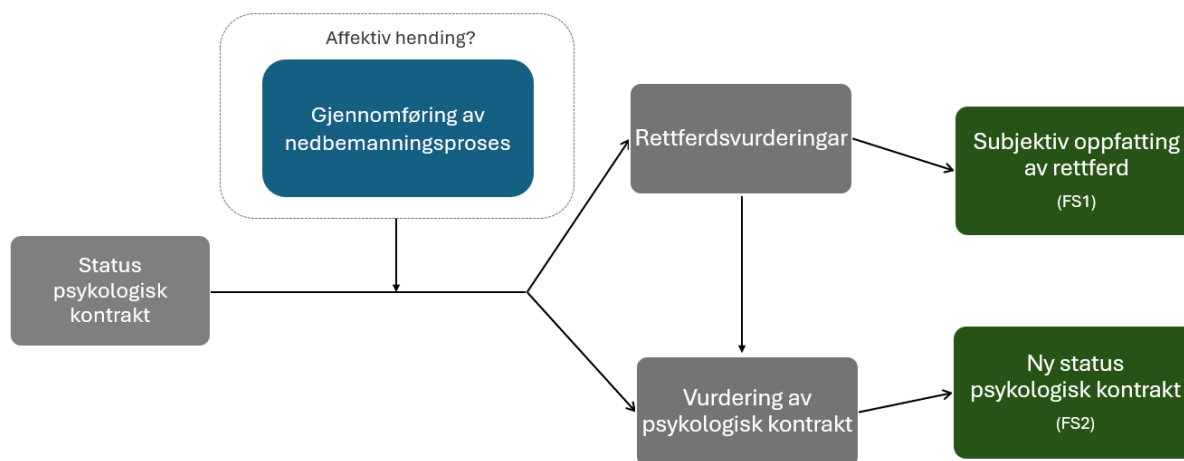 Affektiv hending?
Gjennomføring av
nedbemanningsproses
Rettferdsvurderingar
Subjektiv oppfatting
av rettferd
(FS1)
Status
psykologisk
kontrakt
Vurdering av
psykologisk kontrakt
Ny status
psykologisk kontrakt
(FS2)